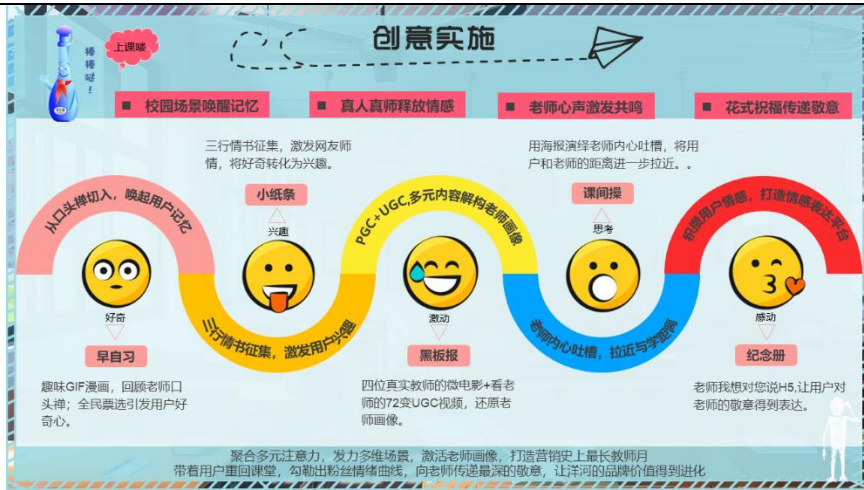 创意实施
棒棒哒！
上课喽
■ 校园场景唤醒记忆
■ 真人真师释放情感
■ 老师心声激发共鸣
■ 花式祝福传递敬意
三行情书征集，激发网友师
情，将好奇转化为兴趣。
用海报演绎老师内心吐槽，将用
户和老师的距离进一步拉近。。
小纸条
兴趣
课间操
思考
从口头禅切入，唤起用户记忆
三行情书征集，激发用户兴趣
PGC+UGC,多元内容解构老师画像
老师内心吐槽，拉近与学距离
积攒用户情感，打造情感表达平台
好奇
早自习
激动
黑板报
感动
纪念册
趣味GIF漫画，回顾老师口
头禅；全民票选引发用户好
奇心。
四位真实教师的微电影+看老
师的72变UGC视频，还原老
师画像。
老师我想对您说H5,让用户对
老师的敬意得到表达。
聚合多元注意力，发力多维场景，激活老师画像，打造营销史上最长教师月
带着用户重回课堂，勾勒出粉丝情绪曲线，向老师传递最深的敬意，让洋河的品牌价值得到进化